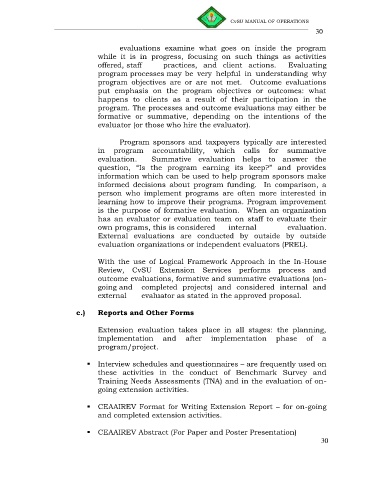 CvSU MANUAL OF OPERATIONS
30
evaluations examine what goes on inside the program
while it is in progress, focusing on such things as activities
offered, staff practices, and client actions. Evaluating
program processes may be very helpful in understanding why
program objectives are or are not met. Outcome evaluations
put emphasis on the program objectives or outcomes: what
happens to clients as a result of their participation in the
program. The processes and outcome evaluations may either be
formative or summative, depending on the intentions of the
evaluator (or those who hire the evaluator).
Program sponsors and taxpayers typically are interested
in program accountability, which calls for summative
evaluation. Summative evaluation helps to answer the
question, “Is the program earning its keep?” and provides
information which can be used to help program sponsors make
informed decisions about program funding. In comparison, a
person who implement programs are often more interested in
learning how to improve their programs. Program improvement
is the purpose of formative evaluation. When an organization
has an evaluator or evaluation team on staff to evaluate their
own programs, this is considered internal evaluation.
External evaluations are conducted by outside by outside
evaluation organizations or independent evaluators (PREL).
With the use of Logical Framework Approach in the In-House
Review, CvSU Extension Services performs process and
outcome evaluations, formative and summative evaluations (on-
going and completed projects) and considered internal and
external evaluator as stated in the approved proposal.
c.) Reports and Other Forms
Extension evaluation takes place in all stages: the planning,
implementation and after implementation phase of a
program/project.
▪ Interview schedules and questionnaires – are frequently used on
these activities in the conduct of Benchmark Survey and
Training Needs Assessments (TNA) and in the evaluation of on-
going extension activities.
▪ CEAAIREV Format for Writing Extension Report – for on-going
and completed extension activities.
▪ CEAAIREV Abstract (For Paper and Poster Presentation)
30